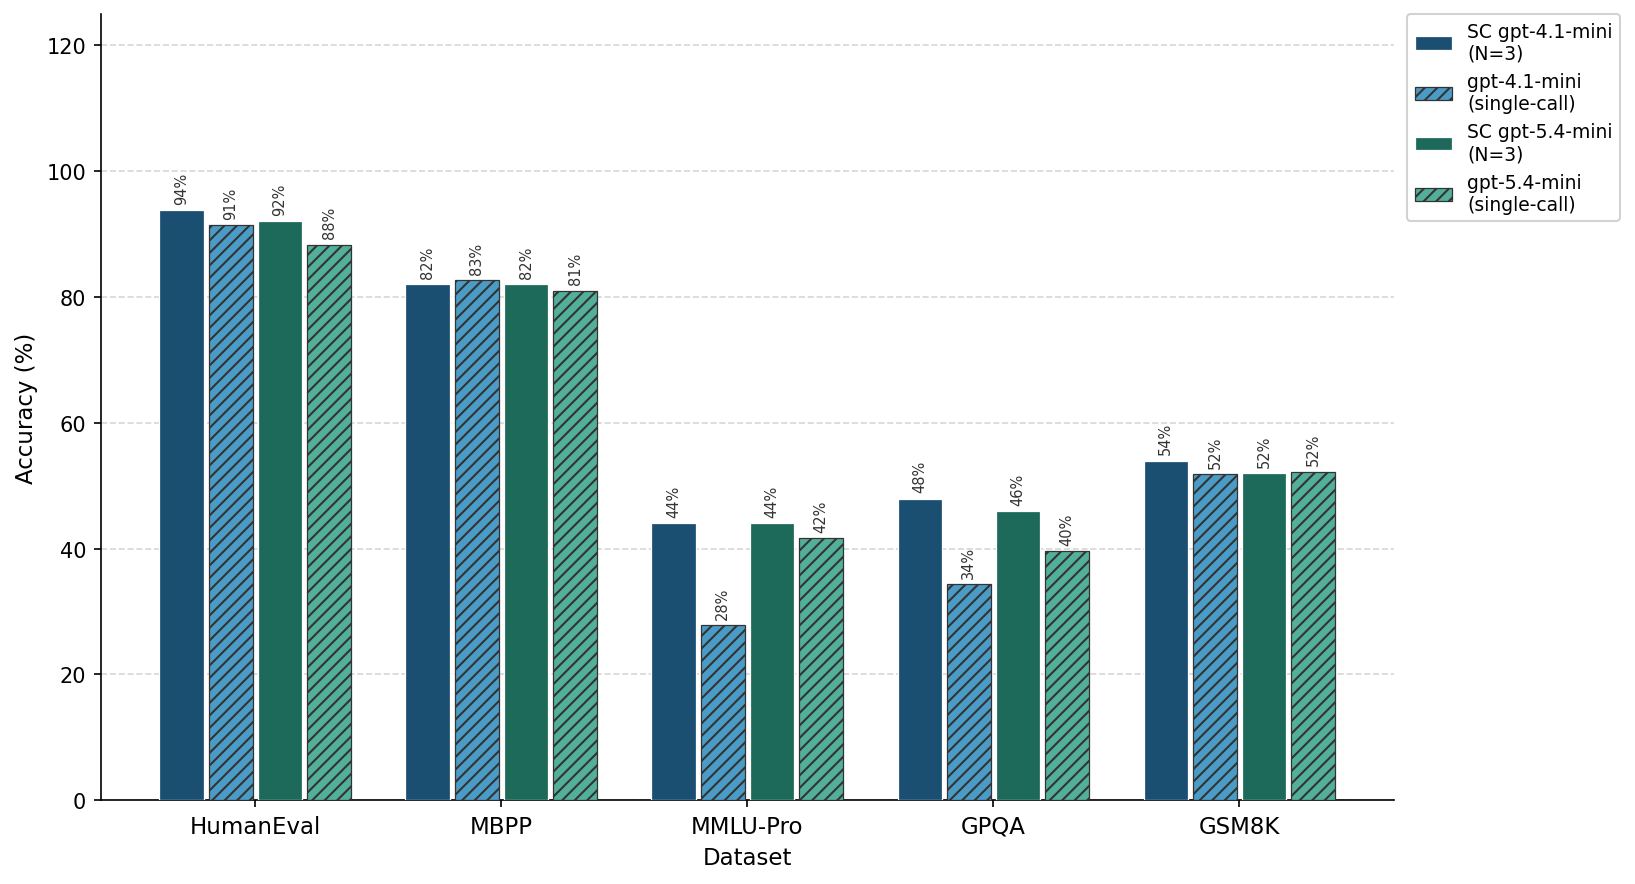 SC gpt-4.1-mini
(N=3)
gpt-4.1-mini
(single-call)
SC gpt-5.4-mini
(N=3)
gpt-5.4-mini
(single-call)
Accuracy (%)
120
100
80
60
40
20
0
94%
91%
92%
88%
82%
83%
82%
81%
44%
28%
44%
42%
48%
34%
46%
40%
54%
52%
52%
52%
HumanEval
MBPP
MMLU-Pro
GPQA
GSM8K
Dataset